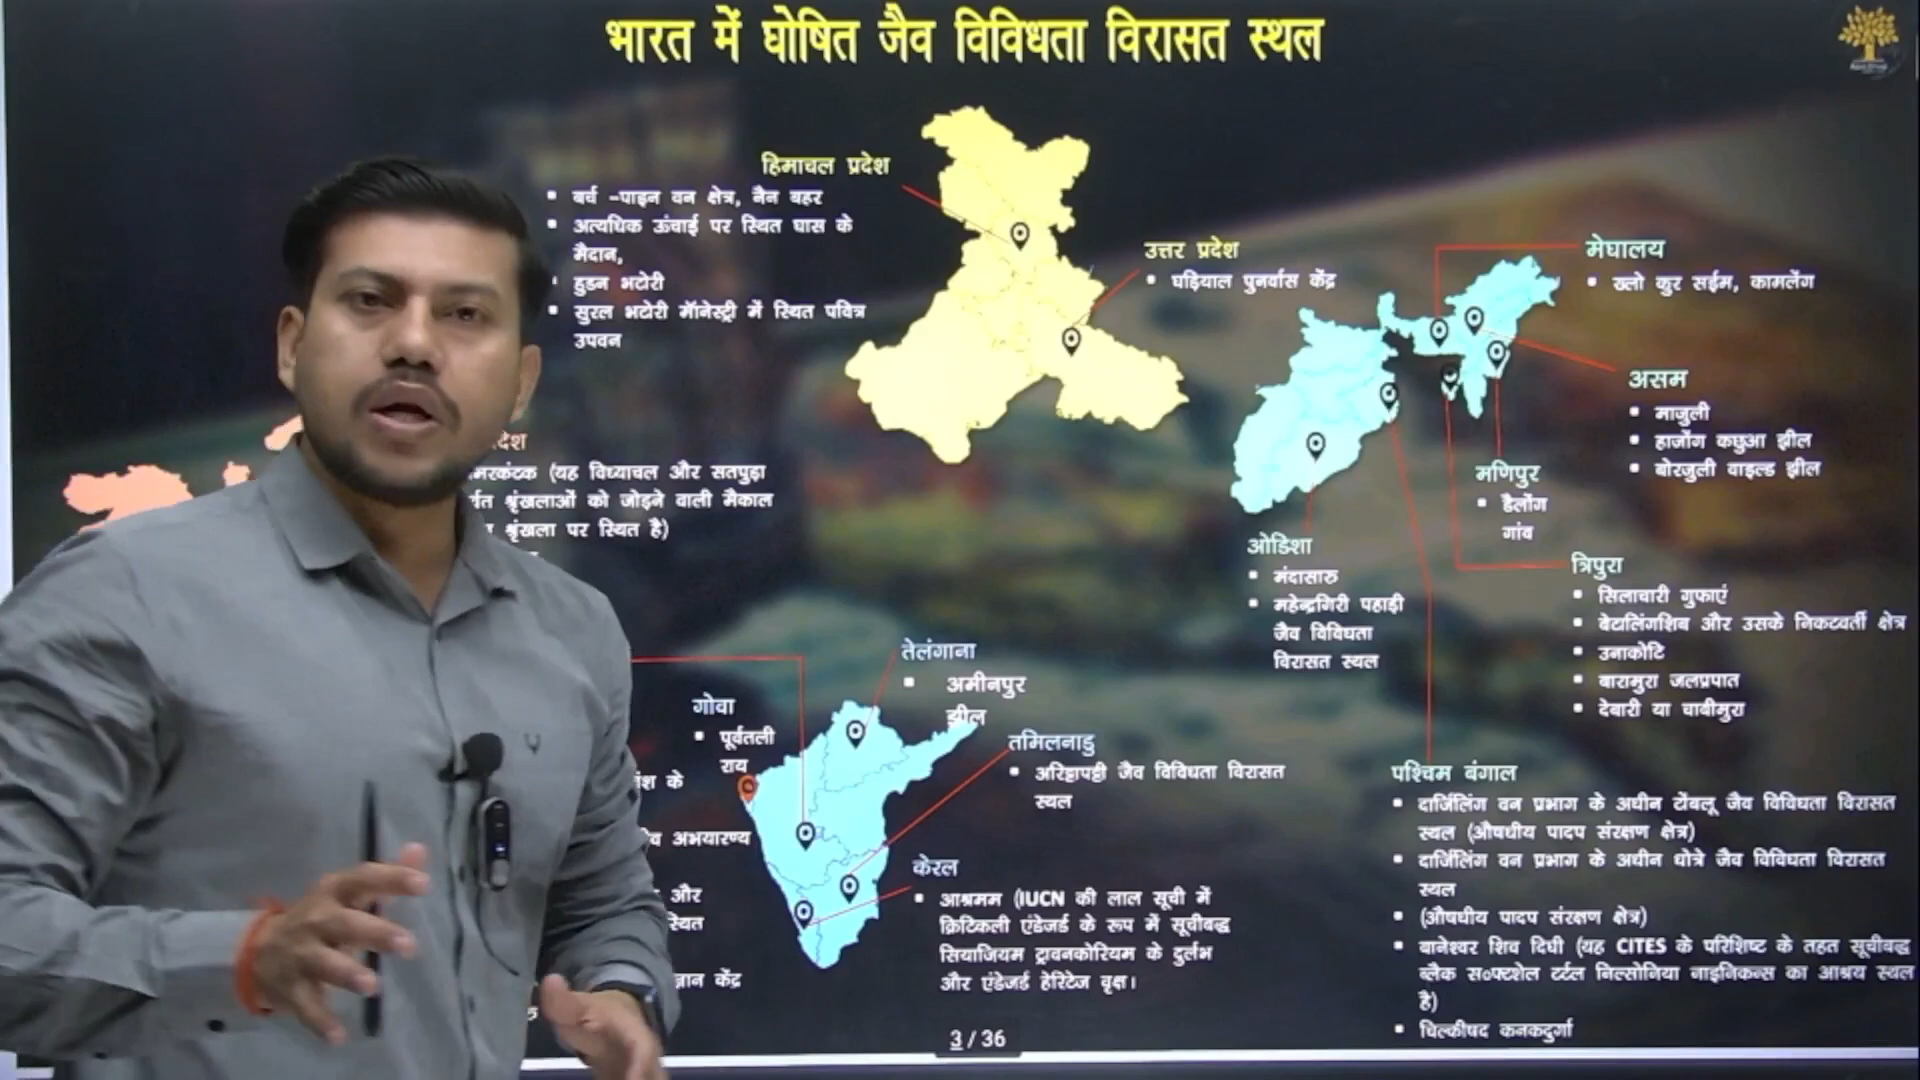 भारत में घोषित जैव विविधता विरासत स्थल
हिमाचल प्रदेश
▪ बर्च –पाइन वन क्षेत्र, नैन बहर
▪ अत्यधिक ऊंचाई पर स्थित घास के
मैदान,
▪ हुडन भटोरी
▪ सुरल भटोरी मॅानेस्ट्री में स्थित पवित्र
उपवन
उत्तर प्रदेश
▪ घड़ियाल पुनर्वास केंद्र
मेघालय
▪ ख्लो कुर सईम, कामलेंग
असम
▪ माजुली
▪ हाजोंग कछुआ झील
▪ बोरजुली वाइल्ड झील
मणिपुर
▪ डैलोंग
गांव
त्रिपुरा
▪ सिलाचारी गुफाएं
▪ बेटालिंगशिब और उसके निकटवर्ती क्षेत्र
▪ उनाकोटि
▪ बारामुरा जलप्रपात
▪ देबारी या चाबीमुरा
ओडिशा
▪ मंदासारु
▪ महेन्द्रगिरी पहाड़ी
जैव विविधता
विरासत स्थल
देश
मरकंटक (यह विध्याचल और सतपुड़ा
श्रृंखलाओं को जोड़ने वाली मैकाल
श्रृंखला पर स्थित है)
तेलंगाना
▪ अमीनपुर
झील
गोवा
▪ पूर्वतली
राय
तमिलनाडु
▪ अरिट्टापट्टी जैव विविधता विरासत
स्थल
ंश के
व अभयारण्य
और
स्थित
ज्ञान केंद्र
केरल
▪ आश्रमम (IUCN की लाल सूची में
क्रिटिकली एंडेजर्ड के रूप में सूचीबद्ध
सियाजियम ट्रावनकोरियम के दुर्लभ
और एंडेजर्ड हेरिटेज वृक्ष।
पश्चिम बंगाल
▪ दार्जिलिंग वन प्रभाग के अधीन टोंबलू जैव विविधता विरासत
स्थल (औषधीय पादप संरक्षण क्षेत्र)
▪ दार्जिलिंग वन प्रभाग के अधीन धोत्रे जैव विविधता विरासत
स्थल
▪ (औषधीय पादप संरक्षण क्षेत्र)
▪ बानेश्वर शिव दिघी (यह CITES के परिशिष्ट के तहत सूचीबद्ध
ब्लैक सॉफ्टशेल टर्टल निल्सोनिया नाइनिकन्स का आश्रय स्थल
है)
▪ चिल्कीषद कनकदुर्गा
3 / 36